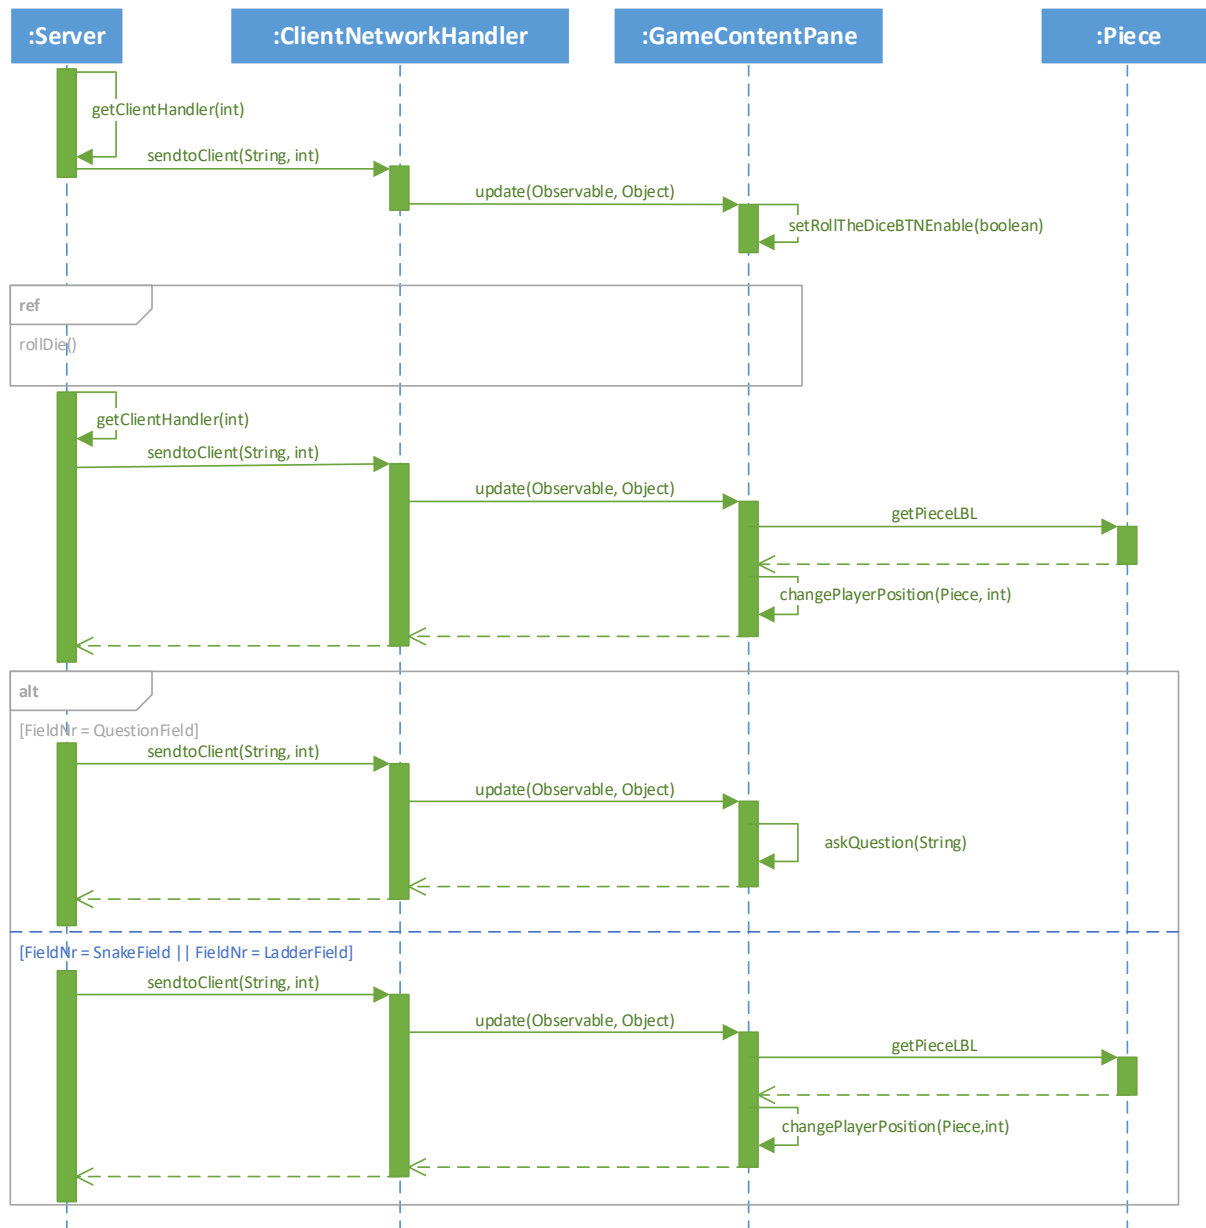 :Server
:ClientNetworkHandler
:GameContentPane
:Piece
getClientHandler(int)
sendtoClient(String, int)
update(Observable, Object)
setRollTheDiceBTNEnable(boolean)
ref
rollDie()
getClientHandler(int)
sendtoClient(String, int)
update(Observable, Object)
getPieceLBL
changePlayerPosition(Piece, int)
alt
[FieldNr = QuestionField]
sendtoClient(String, int)
update(Observable, Object)
askQuestion(String)
[FieldNr = SnakeField || FieldNr = LadderField]
sendtoClient(String, int)
update(Observable, Object)
getPieceLBL
changePlayerPosition(Piece,int)